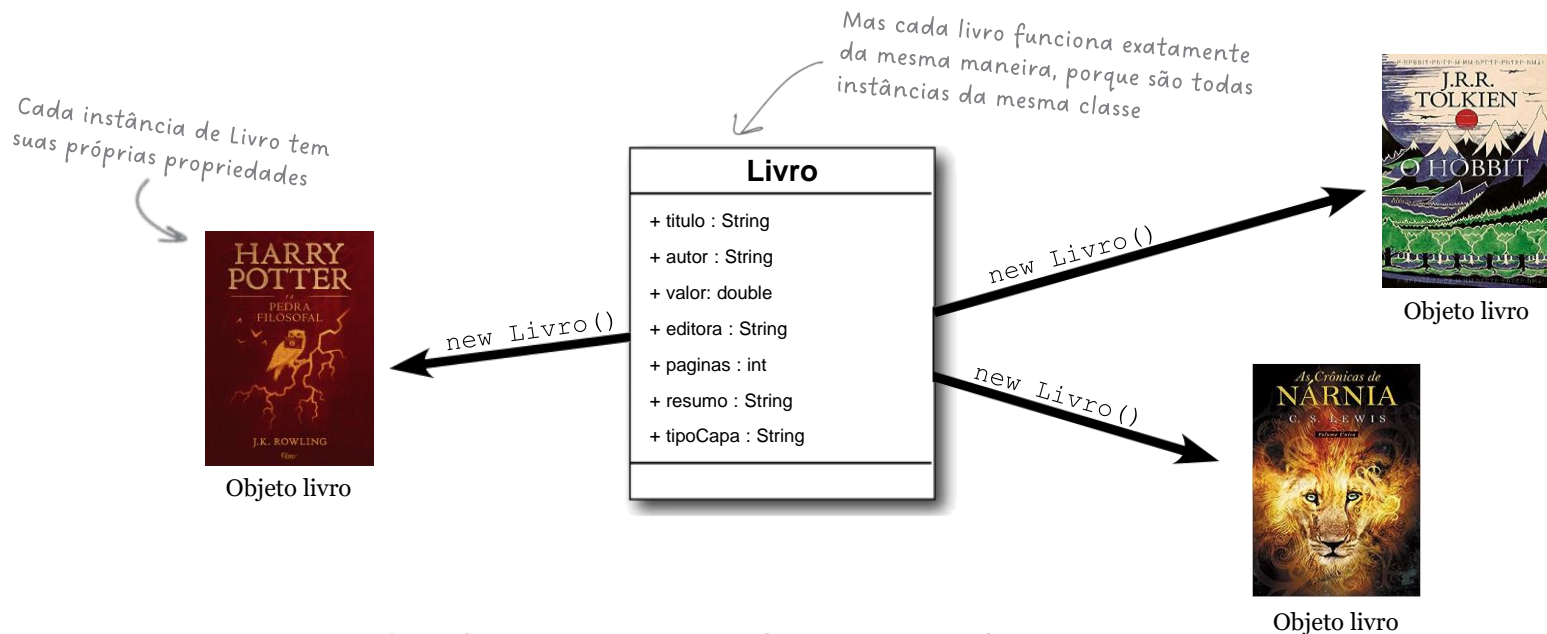 Mas cada livro funciona exatamente
da mesma maneira, porque são todas
instâncias da mesma classe
Cada instância de Livro tem
suas próprias propriedades
Livro
+ titulo : String
+ autor : String
+ valor: double
+ editora : String
+ paginas : int
+ resumo : String
+ tipoCapa : String
new Livro()
HARRY
POTTER
E A
PEDRA
FILOSOFAL
J.K. ROWLING
Objeto livro
new Livro()
J.R.R.
TOLKIEN
O HOBBIT
Objeto livro
new Livro()
As Crônicas de
NÁRNIA
C. S. LEWIS
Volume Único
Objeto livro